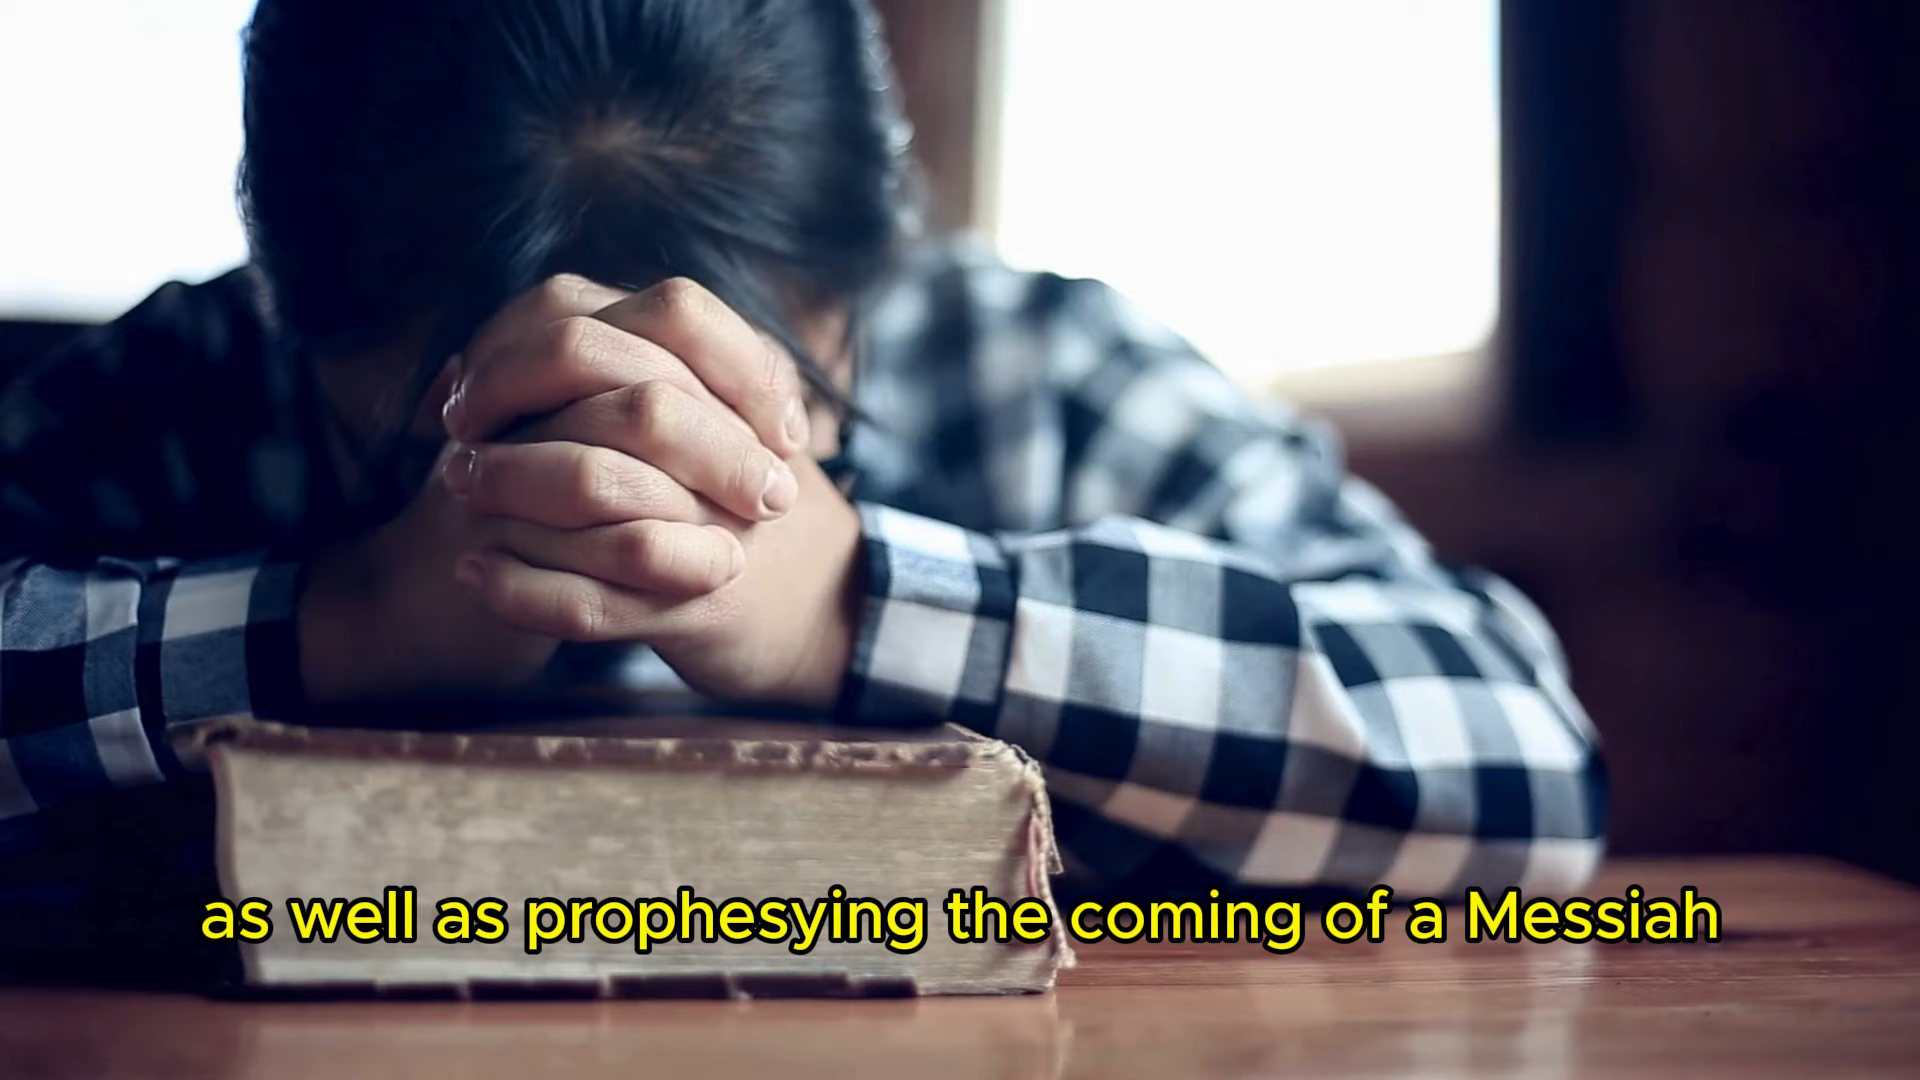 as well as prophesying the coming of a Messiah